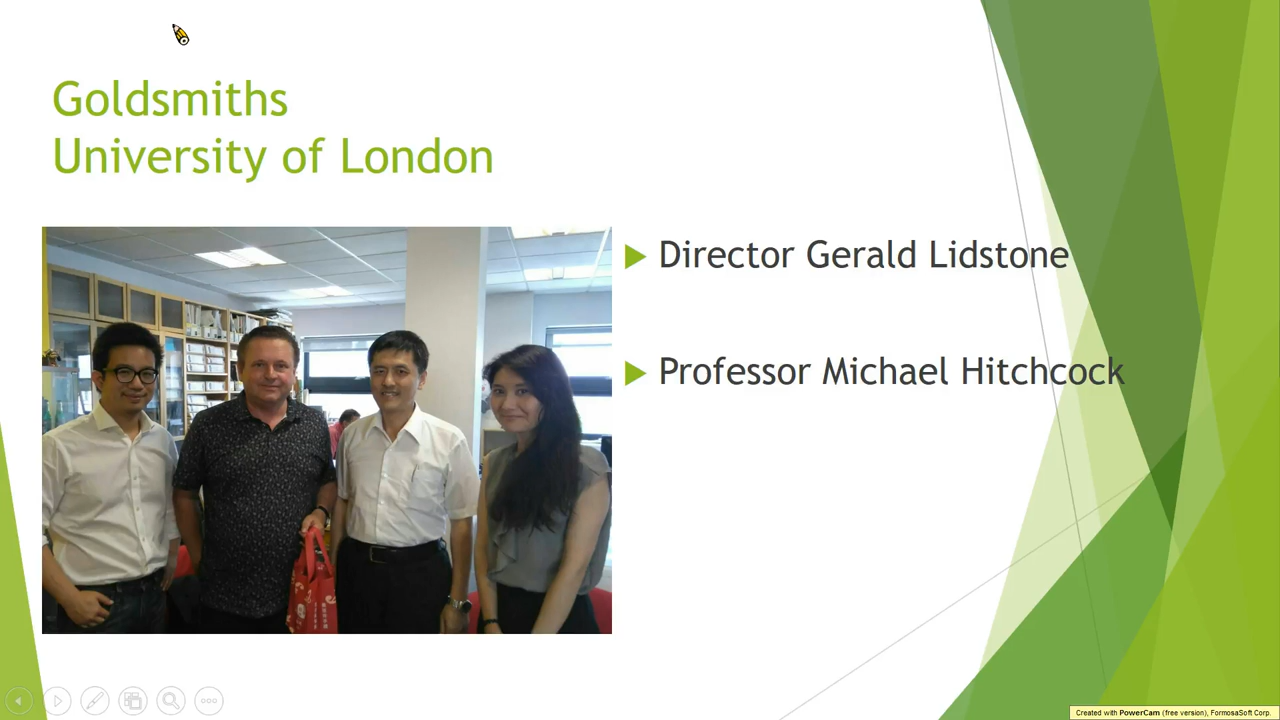 Goldsmiths
University of London
Director Gerald Lidstone
Professor Michael Hitchcock
Created with PowerCam (free version), FormosaSoft Corp.